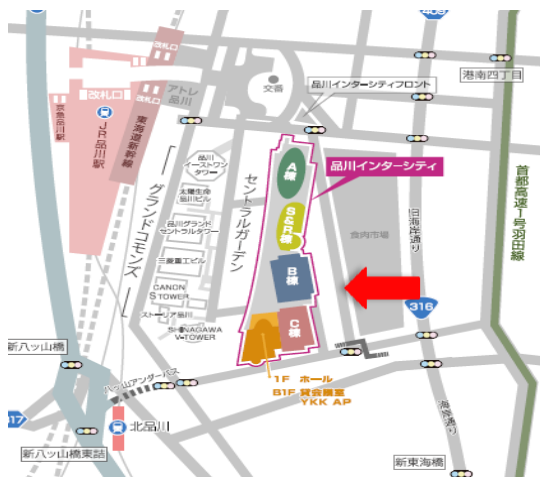 409
改札口
港南四丁目
アトレ
品川
交番
品川インターシティフロント
改札口
京急品川駅
改札口
JR品川駅
東海道新幹線
品川
イーストワン
タワー
A棟
品川インターシティ
首都高速1号羽田線
太陽生命
品川ビル
セントラルガーデン
グランドコモンズ
品川グランド
セントラルタワー
S&R棟
食肉市場
旧海岸通り
三菱重工ビル
B棟
CANON
S TOWER
316
ストーリア品川
C棟
SHINAGAWA
V-TOWER
新八ッ山橋
八ッ山アンダーパス
1F ホール
B1F 貸会議室
YKK AP
海岸通り
17
北品川
新八ッ山橋東詰
新東海橋